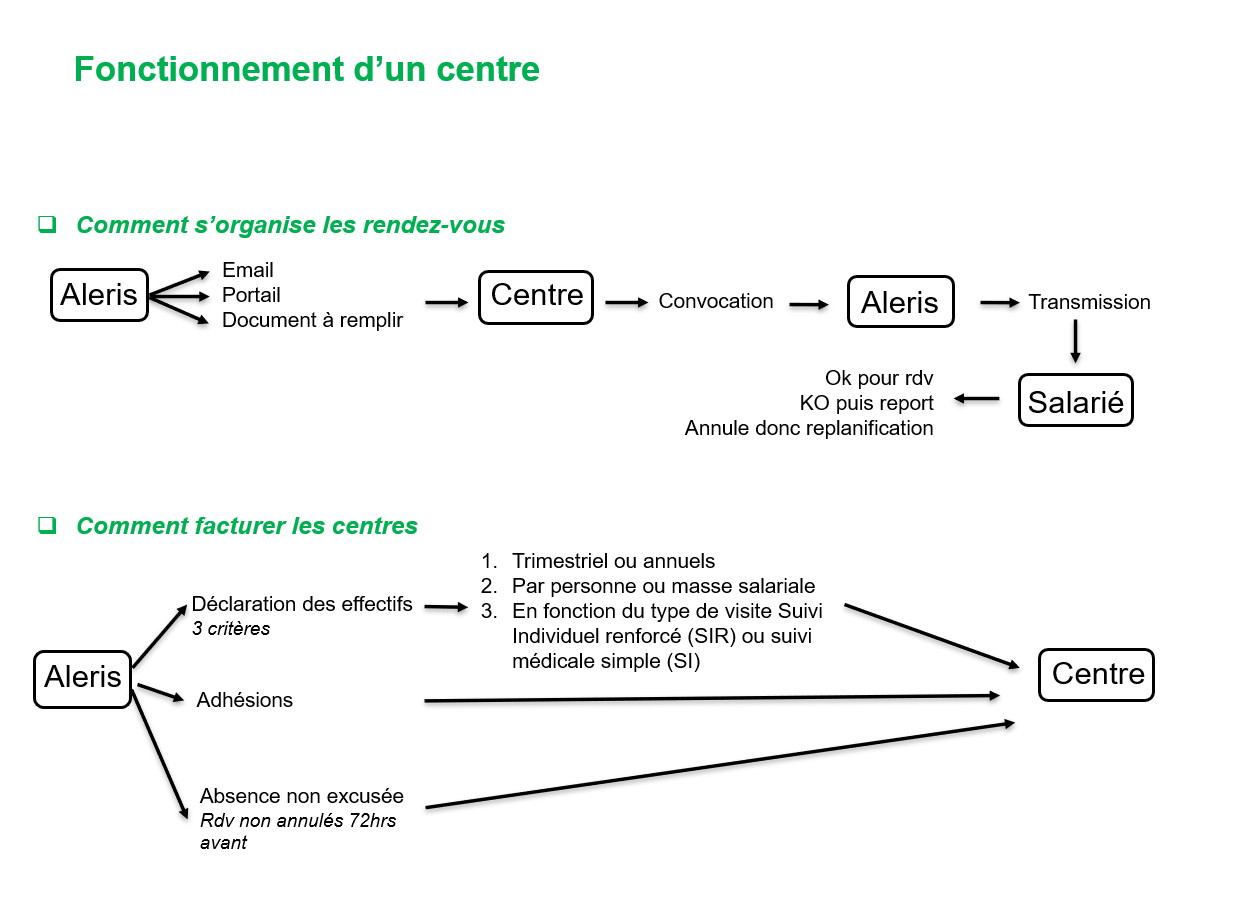 Fonctionnement d’un centre
Comment s’organise les rendez-vous
Aleris
Email
Portail
Document à remplir
Centre
Convocation
Aleris
Transmission
Salarié
Ok pour rdv
KO puis report
Annule donc replanification
Comment facturer les centres
Aleris
Déclaration des effectifs
3 critères
1. Trimestriel ou annuels
2. Par personne ou masse salariale
3. En fonction du type de visite Suivi
Individuel renforcé (SIR) ou suivi
médicale simple (SI)
Centre
Adhésions
Absence non excusée
Rdv non annulés 72hrs
avant